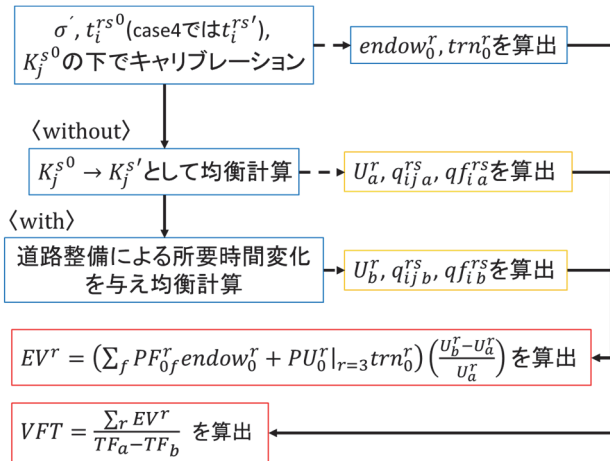 σ′, t_i^{rs0}(case4ではt_i^{rs′}),
K_j^{s0}の下でキャリブレーション
endow_0^r, trn_0^rを算出
〈without〉
K_j^{s0} → K_j^{s′}として均衡計算
U_a^r, q_{ij a}^{rs}, qf_{i a}^{rs}を算出
〈with〉
道路整備による所要時間変化
を与え均衡計算
U_b^r, q_{ij b}^{rs}, qf_{i b}^{rs}を算出
EV^r = (∑_f PF_{0f}^r endow_0^r + PU_0^r|_{r=3} trn_0^r) (\frac{U_b^r−U_a^r}{U_a^r}) を算出
VFT = \frac{∑_r EV^r}{TF_a−TF_b} を算出